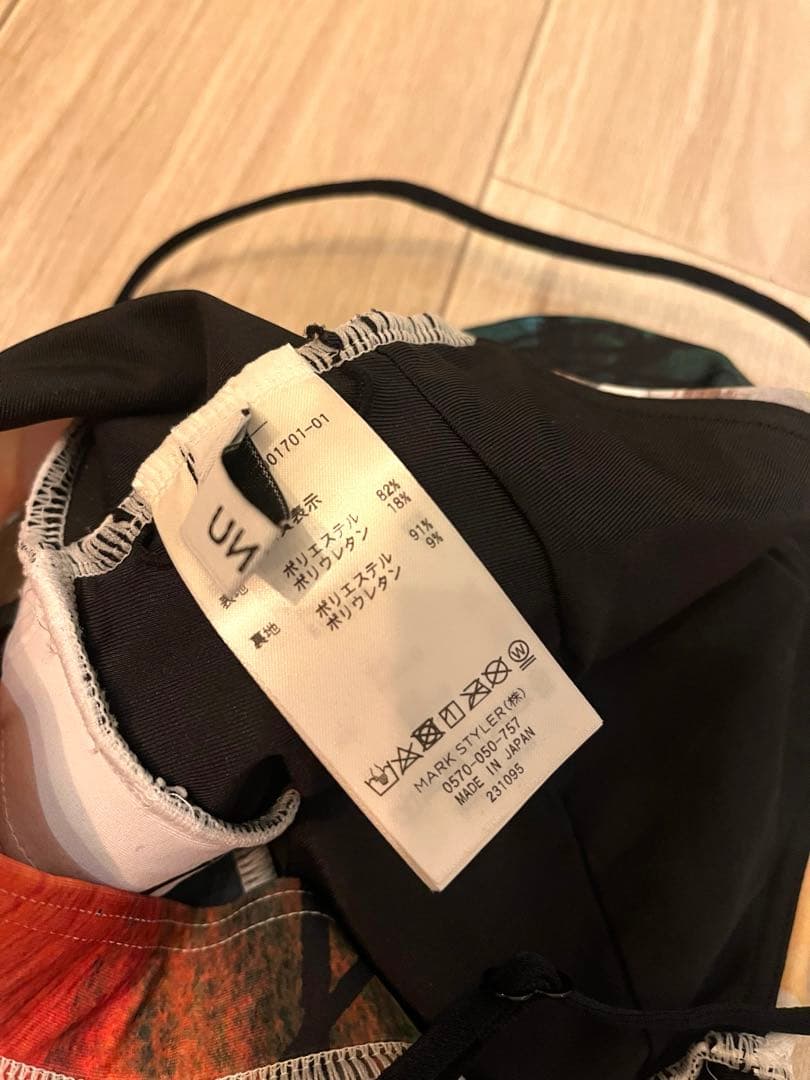 01701-01
UN
表示
表地 ポリエステル 82%
ポリウレタン 18%
裏地 ポリエステル 91%
ポリウレタン 9%
W
MARK STYLER(株)
0570-050-757
MADE IN JAPAN
231095